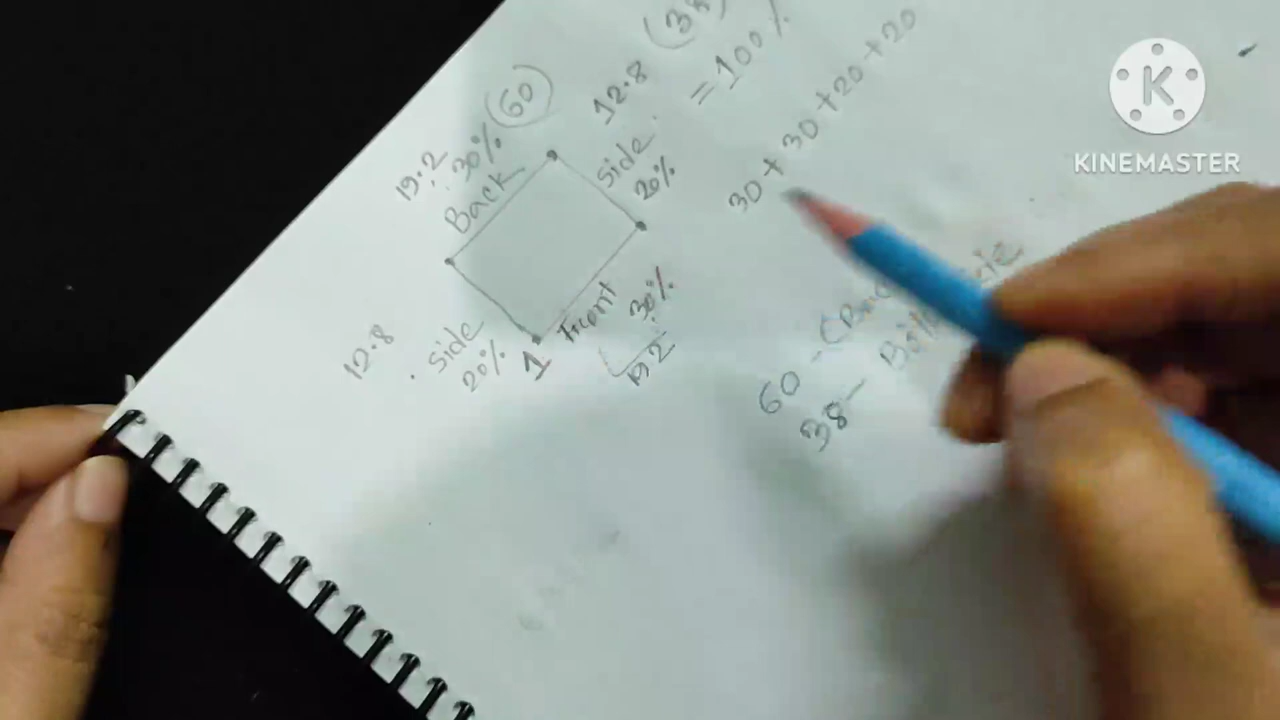 KINEMASTER
(60)
19.2
30%
Back
12.8
Side
20%
= 100%
30 + 30 + 20 + 20
12.8
Side
20%
1
Front
30%
19.2
60 -
38 -